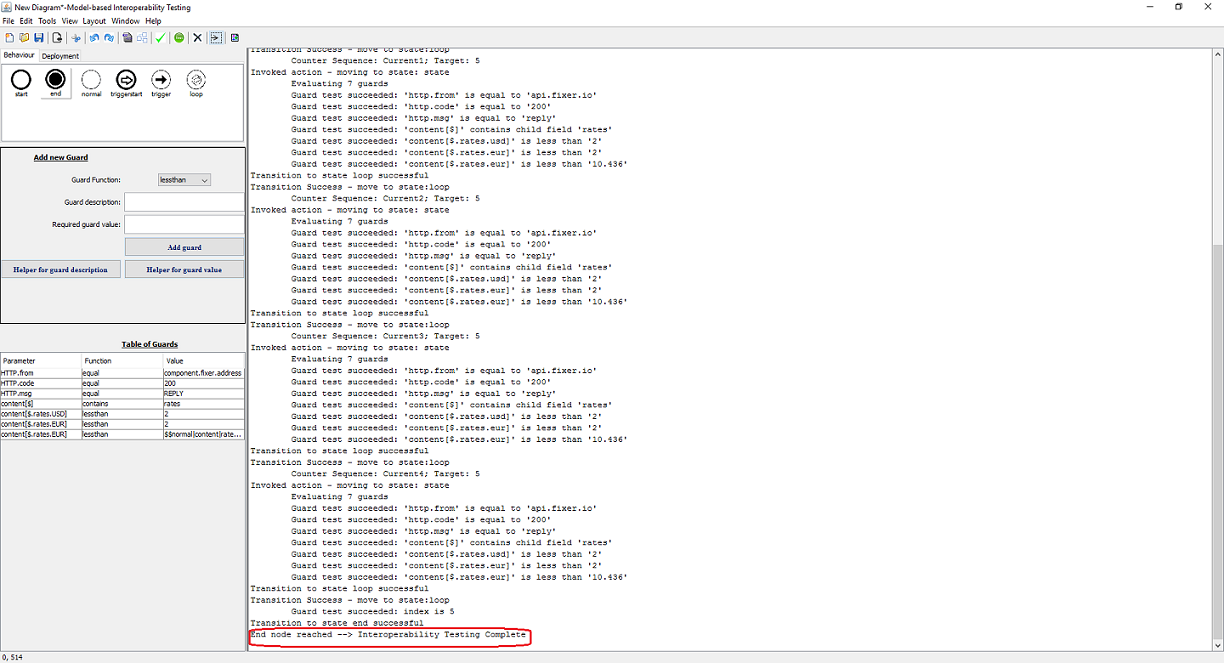 New Diagram*-Model-based Interoperability Testing
File Edit Tools View Layout Window Help
Behaviour Deployment
start end normal triggerstart trigger loop
Add new Guard
Guard Function: lessthan
Guard description:
Required guard value:
Add guard
Helper for guard description Helper for guard value
Table of Guards
Parameter Function Value
HTTP.from equal component.fixer.address
HTTP.code equal 200
HTTP.msg equal REPLY
content[$] contains rates
content[$.rates.USD] lessthan 2
content[$.rates.EUR] lessthan 2
content[$.rates.EUR] lessthan $$normal|content|rate...
Transition Success - move to state:loop
Counter Sequence: Current1; Target: 5
Invoked action - moving to state: state
Evaluating 7 guards
Guard test succeeded: 'http.from' is equal to 'api.fixer.io'
Guard test succeeded: 'http.code' is equal to '200'
Guard test succeeded: 'http.msg' is equal to 'reply'
Guard test succeeded: 'content[$]' contains child field 'rates'
Guard test succeeded: 'content[$.rates.usd]' is less than '2'
Guard test succeeded: 'content[$.rates.eur]' is less than '2'
Guard test succeeded: 'content[$.rates.eur]' is less than '10.436'
Transition to state loop successful
Transition Success - move to state:loop
Counter Sequence: Current2; Target: 5
Invoked action - moving to state: state
Evaluating 7 guards
Guard test succeeded: 'http.from' is equal to 'api.fixer.io'
Guard test succeeded: 'http.code' is equal to '200'
Guard test succeeded: 'http.msg' is equal to 'reply'
Guard test succeeded: 'content[$]' contains child field 'rates'
Guard test succeeded: 'content[$.rates.usd]' is less than '2'
Guard test succeeded: 'content[$.rates.eur]' is less than '2'
Guard test succeeded: 'content[$.rates.eur]' is less than '10.436'
Transition to state loop successful
Transition Success - move to state:loop
Counter Sequence: Current3; Target: 5
Invoked action - moving to state: state
Evaluating 7 guards
Guard test succeeded: 'http.from' is equal to 'api.fixer.io'
Guard test succeeded: 'http.code' is equal to '200'
Guard test succeeded: 'http.msg' is equal to 'reply'
Guard test succeeded: 'content[$]' contains child field 'rates'
Guard test succeeded: 'content[$.rates.usd]' is less than '2'
Guard test succeeded: 'content[$.rates.eur]' is less than '2'
Guard test succeeded: 'content[$.rates.eur]' is less than '10.436'
Transition to state loop successful
Transition Success - move to state:loop
Counter Sequence: Current4; Target: 5
Invoked action - moving to state: state
Evaluating 7 guards
Guard test succeeded: 'http.from' is equal to 'api.fixer.io'
Guard test succeeded: 'http.code' is equal to '200'
Guard test succeeded: 'http.msg' is equal to 'reply'
Guard test succeeded: 'content[$]' contains child field 'rates'
Guard test succeeded: 'content[$.rates.usd]' is less than '2'
Guard test succeeded: 'content[$.rates.eur]' is less than '2'
Guard test succeeded: 'content[$.rates.eur]' is less than '10.436'
Transition to state loop successful
Transition Success - move to state:loop
Guard test succeeded: index is 5
Transition to state end successful
End node reached --> Interoperability Testing Complete
0, 514